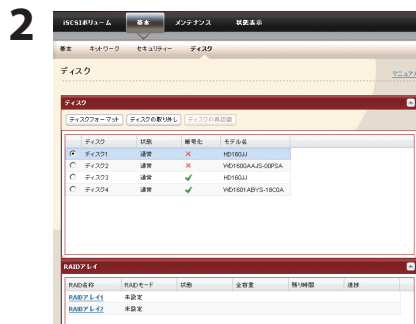 2
iSCSIボリューム 基本 メンテナンス 状態表示
基本 ネットワーク セキュリティー ディスク
ディスク
マニュアル
ディスク
ディスクフォーマット ディスクの取り外し ディスクの再認識
ディスク 状態 暗号化 モデル名
ディスク1 通常 HD160JJ
ディスク2 通常 WD1600AAJS-00PSA
ディスク3 通常 HD160JJ
ディスク4 通常 WD1601ABYS-18C0A
RAIDアレイ
RAID名称 RAIDモード 状態 全容量 残り時間 進捗
RAIDアレイ1 未設定
RAIDアレイ2 未設定